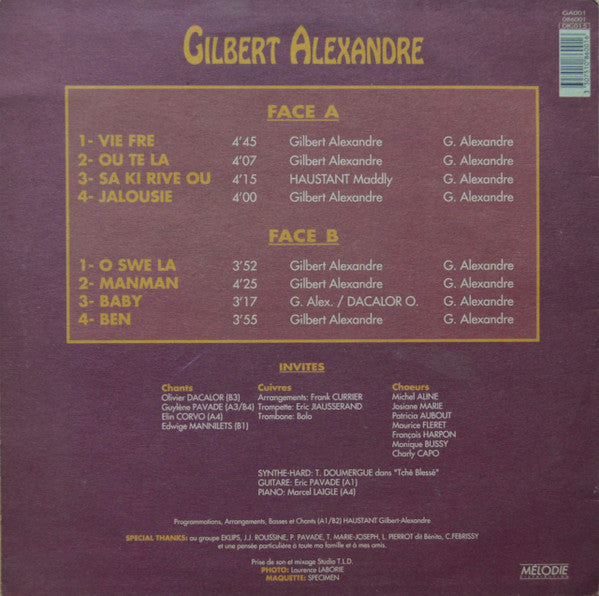 GA001
086001
DK015
GILBERT ALEXANDRE
FACE A
1- VIE FRE 4'45 Gilbert Alexandre G. Alexandre
2- OU TE LA 4'07 Gilbert Alexandre G. Alexandre
3- SA KI RIVE OU 4'15 HAUSTANT Maddly G. Alexandre
4- JALOUSIE 4'00 Gilbert Alexandre G. Alexandre
FACE B
1- O SWE LA 3'52 Gilbert Alexandre G. Alexandre
2- MANMAN 4'25 Gilbert Alexandre G. Alexandre
3- BABY 3'17 G. Alex. / DACALOR O. G. Alexandre
4- BEN 3'55 Gilbert Alexandre G. Alexandre
INVITES
Chants
Olivier DACALOR (B3)
Guylène PAVADE (A3/B4)
Elin CORVO (A4)
Edwige MANNILETS (B1)
Cuivres
Arrangements: Frank CURRIER
Trompette: Eric JIAUSSERAND
Trombone: Bolo
Choeurs
Michel ALINE
Josiane MARIE
Patricia AUBOUT
Maurice FLERET
François HARPON
Monique BUSSY
Charly CAPO
SYNTHE-HARD: T. DOUMERGUE dans "Tchè Blessé"
GUITARE: Eric PAVADE (A1)
PIANO: Marcel LAIGLE (A4)
Programmations, Arrangements, Basses et Chants (A1/B2) HAUSTANT Gilbert-Alexandre
SPECIAL THANKS: au groupe EKLIPS, J.J. ROUSSINE, P. PAVADE, T. MARIE-JOSEPH, L. PIERROT dit Bénito, C.FEBRISSY
et une pensée particulière à toute ma famille et à mes amis.
Prise de son et mixage Studio T.L.D.
PHOTO: Laurence LABORIE
MAQUETTE: SPECIMEN
MÉLODIE
DISTRIBUTION